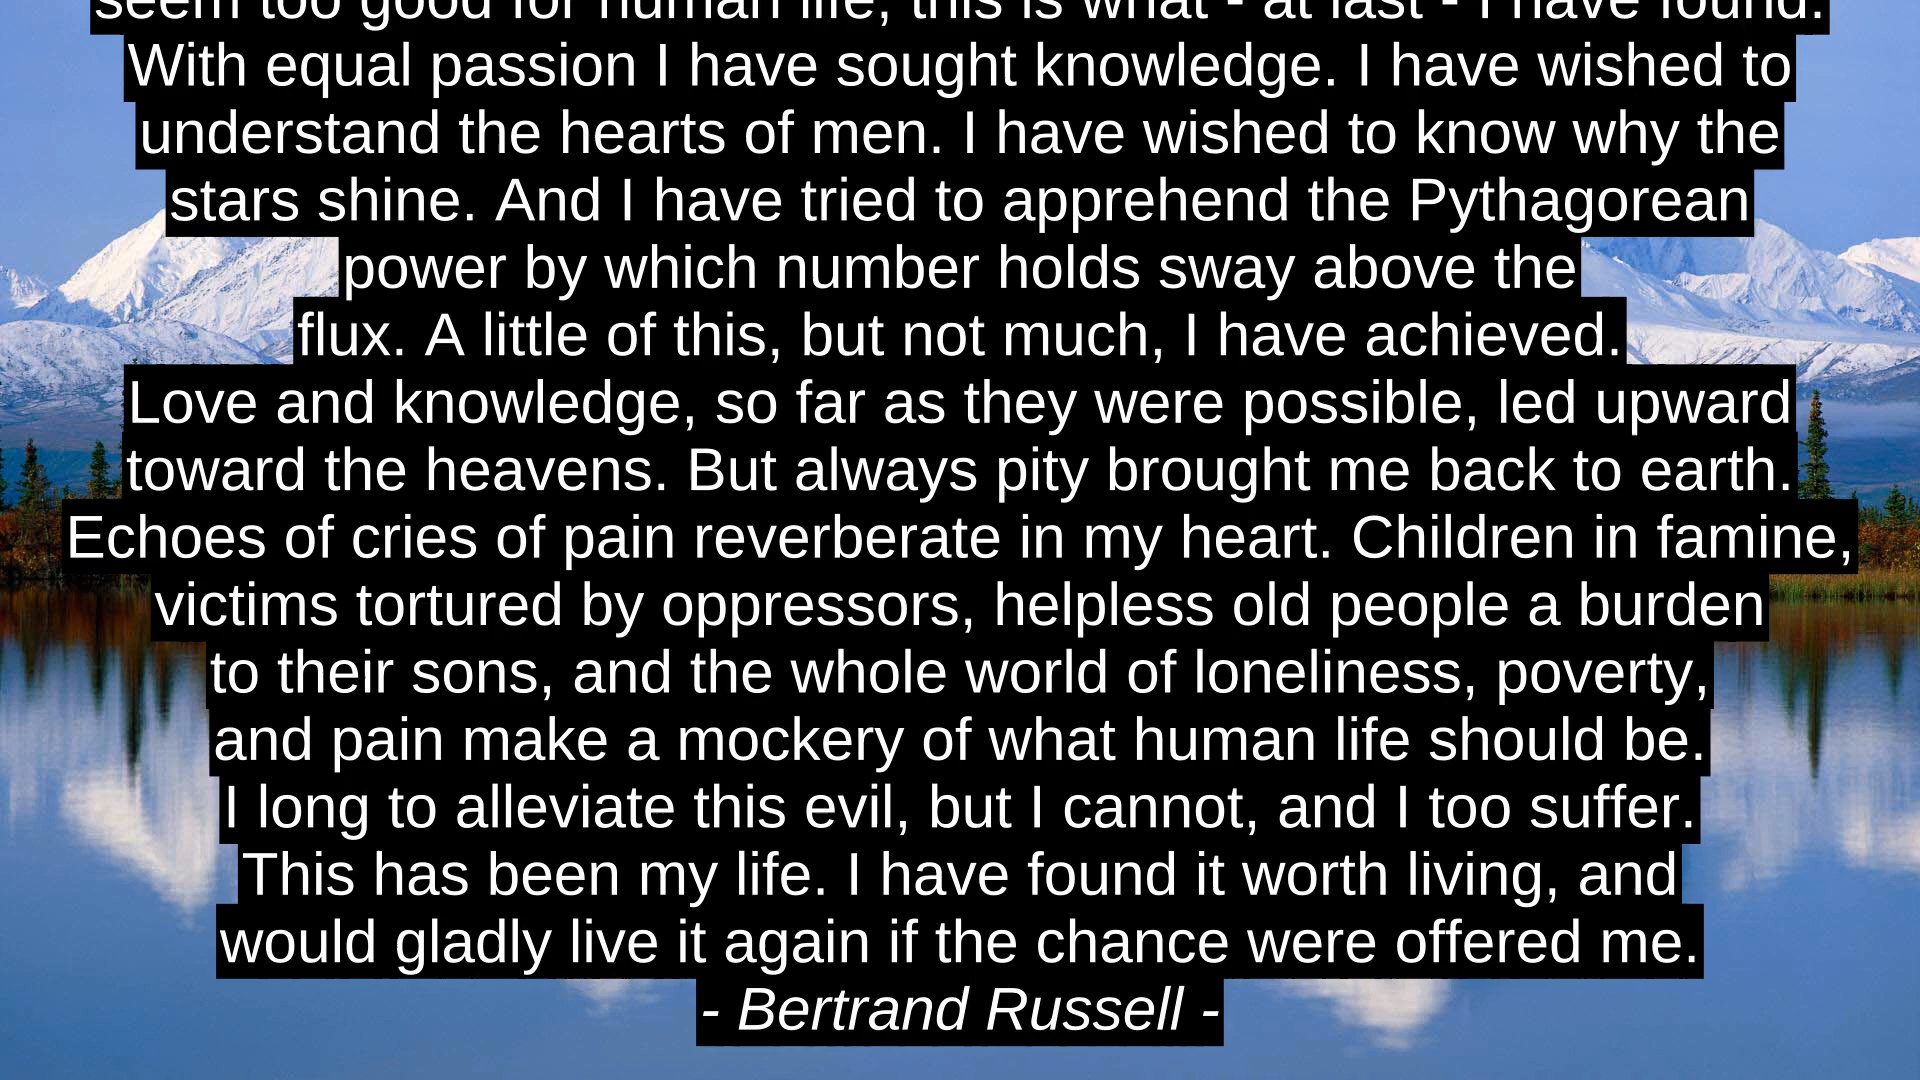 seem too good for human life, this is what - at last - I have found.
With equal passion I have sought knowledge. I have wished to
understand the hearts of men. I have wished to know why the
stars shine. And I have tried to apprehend the Pythagorean
power by which number holds sway above the
flux. A little of this, but not much, I have achieved.
Love and knowledge, so far as they were possible, led upward
toward the heavens. But always pity brought me back to earth.
Echoes of cries of pain reverberate in my heart. Children in famine,
victims tortured by oppressors, helpless old people a burden
to their sons, and the whole world of loneliness, poverty,
and pain make a mockery of what human life should be.
I long to alleviate this evil, but I cannot, and I too suffer.
This has been my life. I have found it worth living, and
would gladly live it again if the chance were offered me.
- Bertrand Russell -